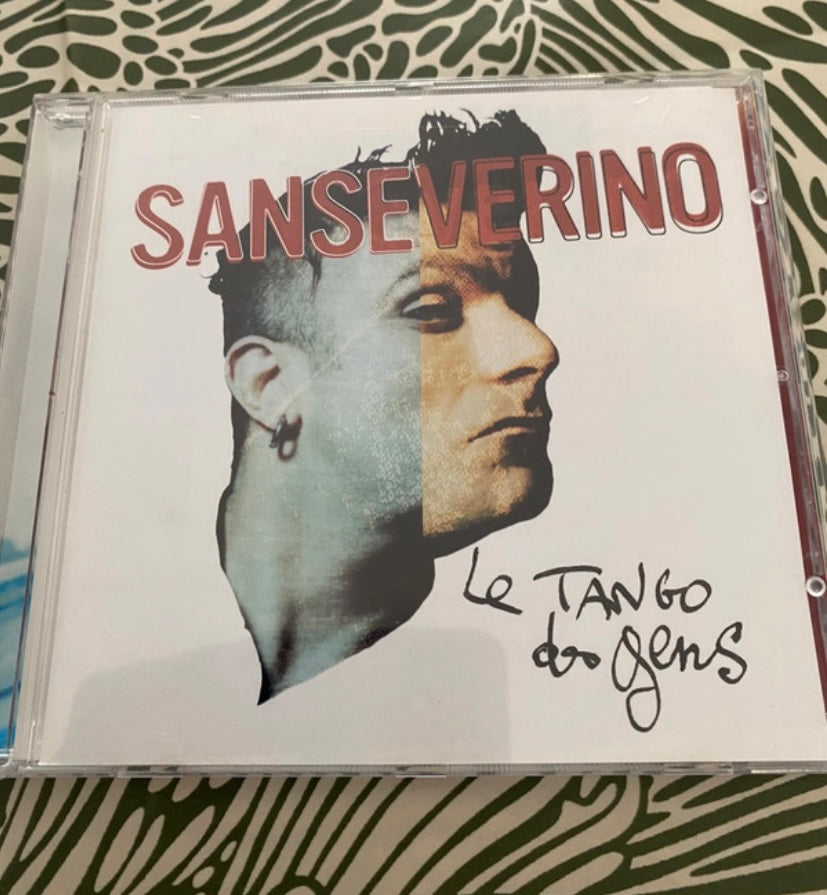 SANSEVERINO
Le TANGO
des gens